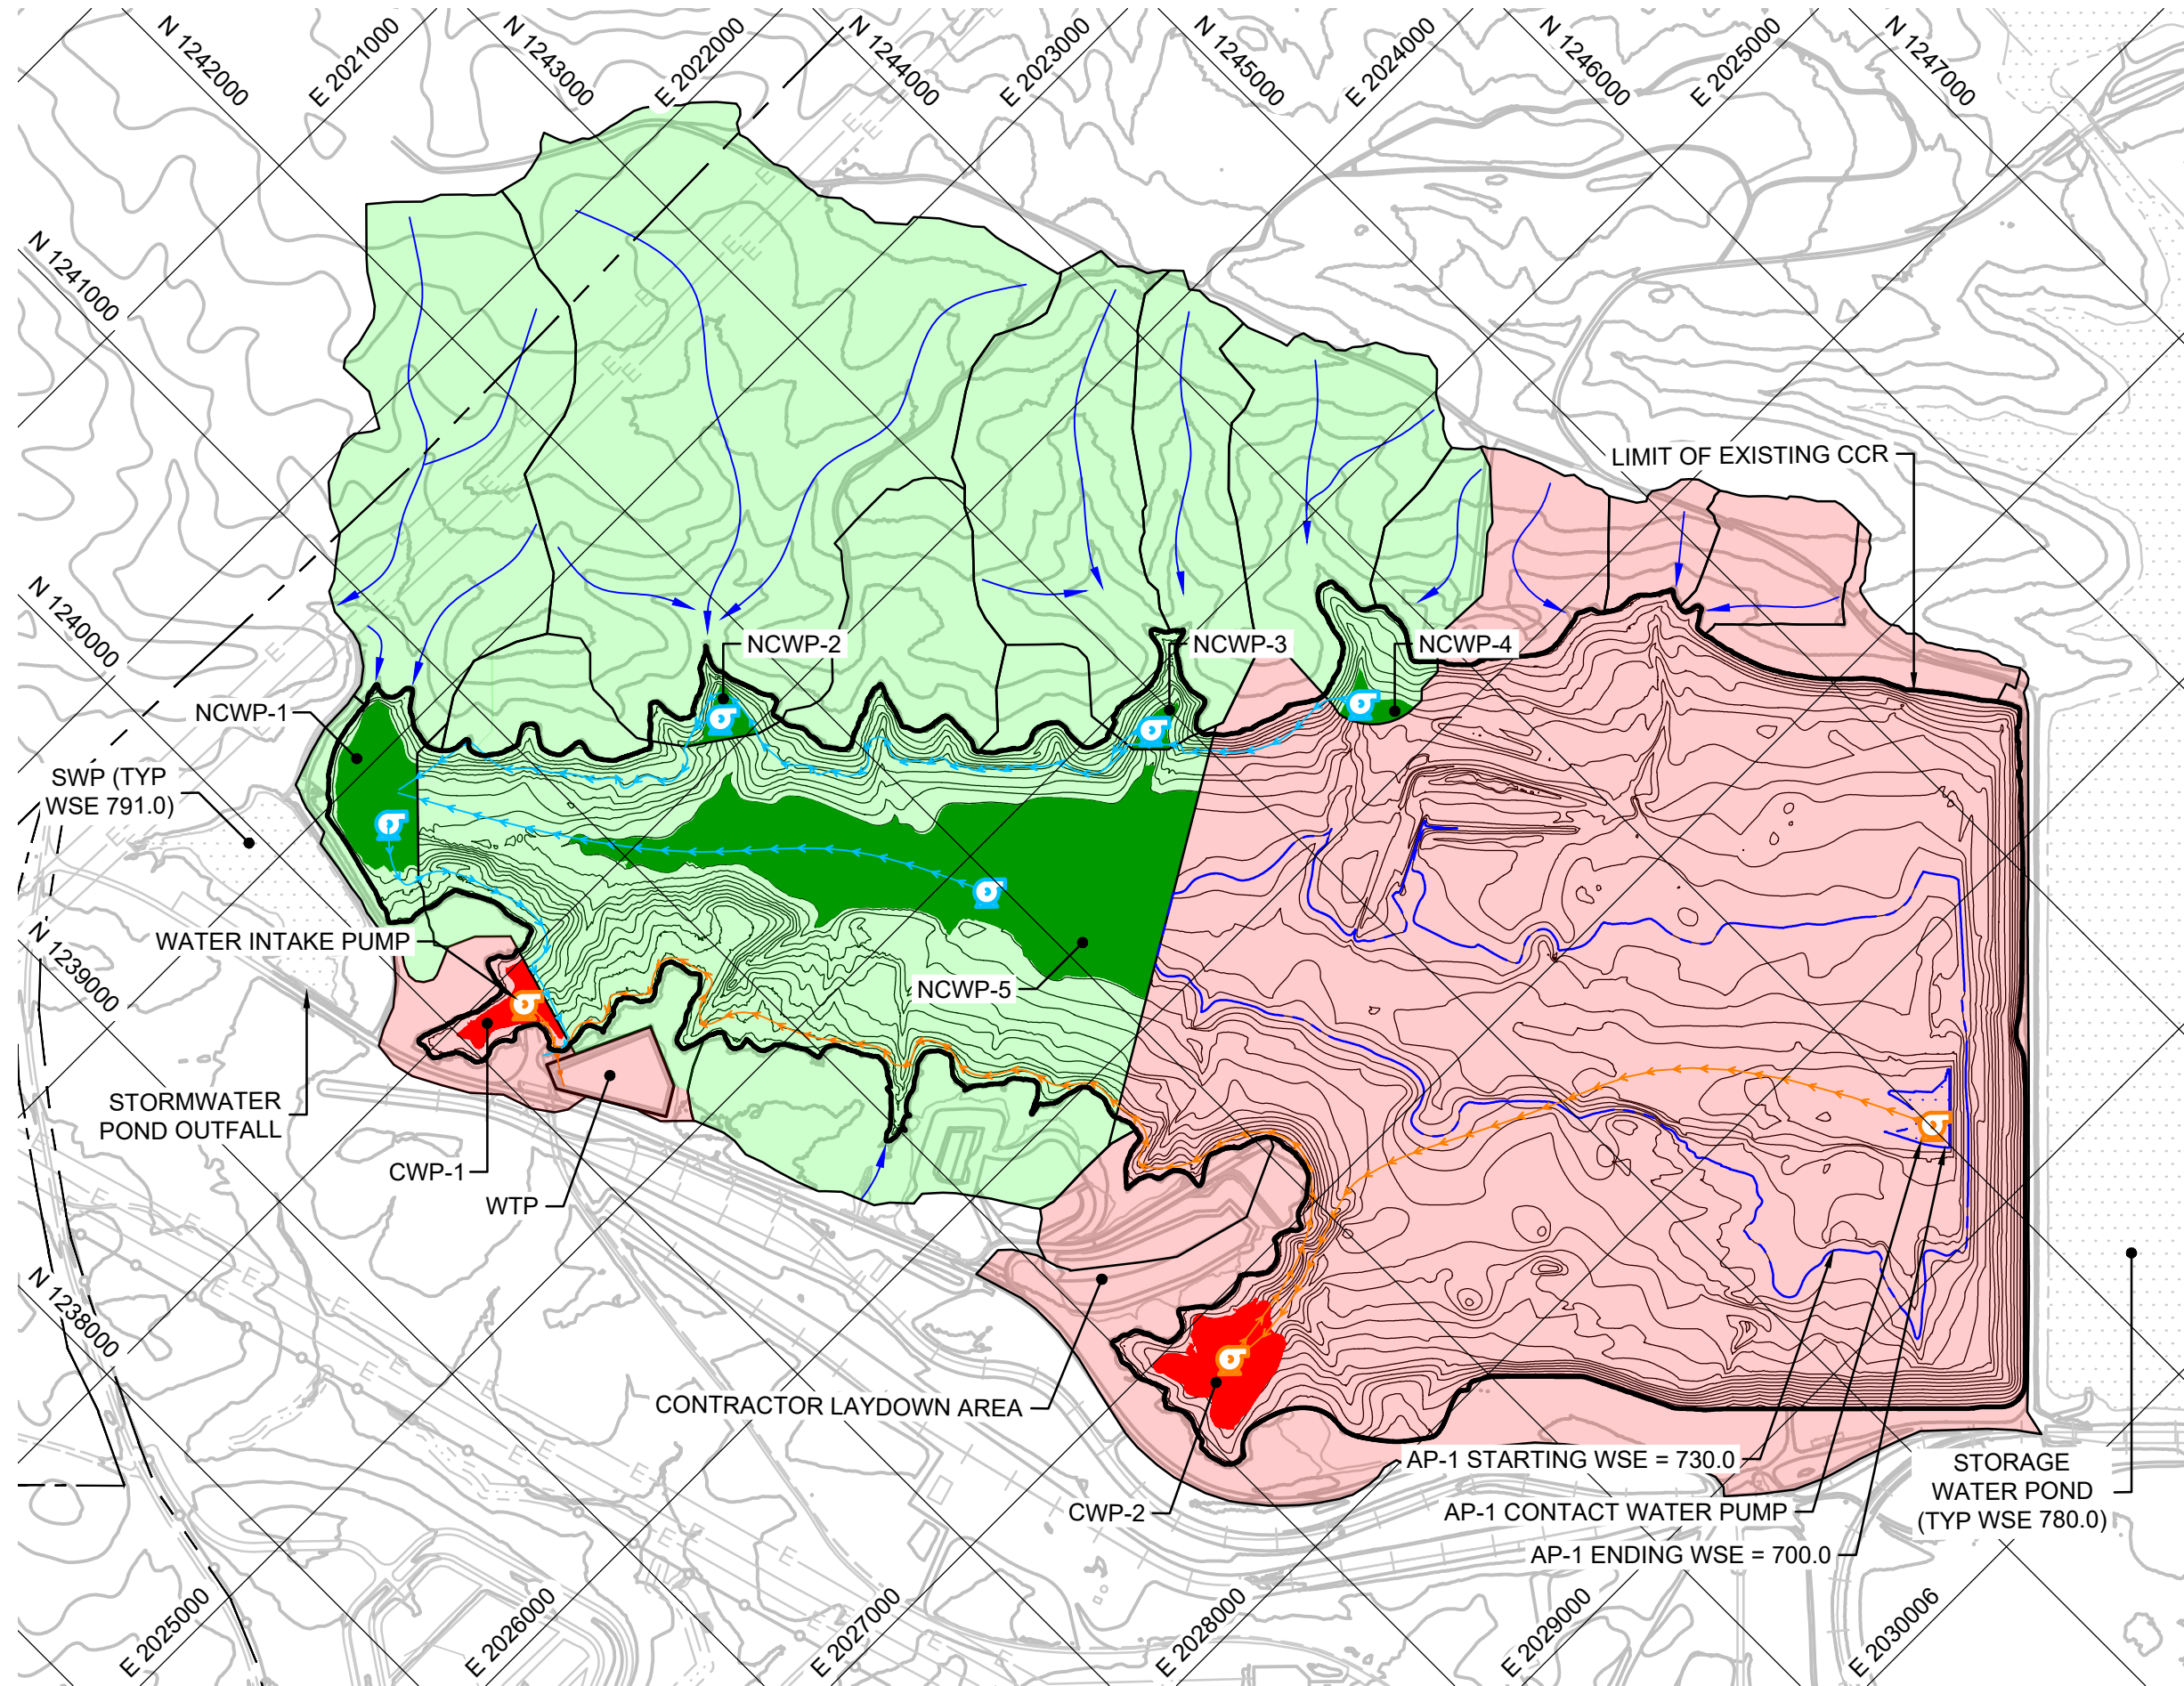 N 1242000
E 2021000
N 1243000
E 2022000
N 1244000
E 2023000
N 1245000
E 2024000
N 1246000
E 2025000
N 1247000
N 1241000
LIMIT OF EXISTING CCR
N 1240000
NCWP-2
NCWP-3
NCWP-4
NCWP-1
SWP (TYP
WSE 791.0)
WATER INTAKE PUMP
N 1239000
NCWP-5
STORMWATER
POND OUTFALL
CWP-1
WTP
N 1238000
CONTRACTOR LAYDOWN AREA
AP-1 STARTING WSE = 730.0
CWP-2
AP-1 CONTACT WATER PUMP
AP-1 ENDING WSE = 700.0
STORAGE
WATER POND
(TYP WSE 780.0)
E 2025000
E 2026000
E 2027000
E 2028000
E 2029000
E 2030006